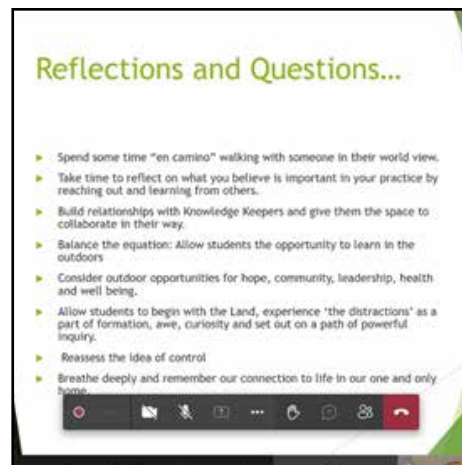 Reflections and Questions...
Spend some time "en camino" walking with someone in their world view.
Take time to reflect on what you believe is important in your practice by
reaching out and learning from others.
Build relationships with Knowledge Keepers and give them the space to
collaborate in their way.
Balance the equation: Allow students the opportunity to learn in the
outdoors
Consider outdoor opportunities for hope, community, leadership, health
and well being.
Allow students to begin with the Land, experience 'the distractions' as a
part of formation, awe, curiosity and set out on a path of powerful
inquiry.
Reassess the idea of control
Breathe deeply and remember our connection to life in our one and only
home.